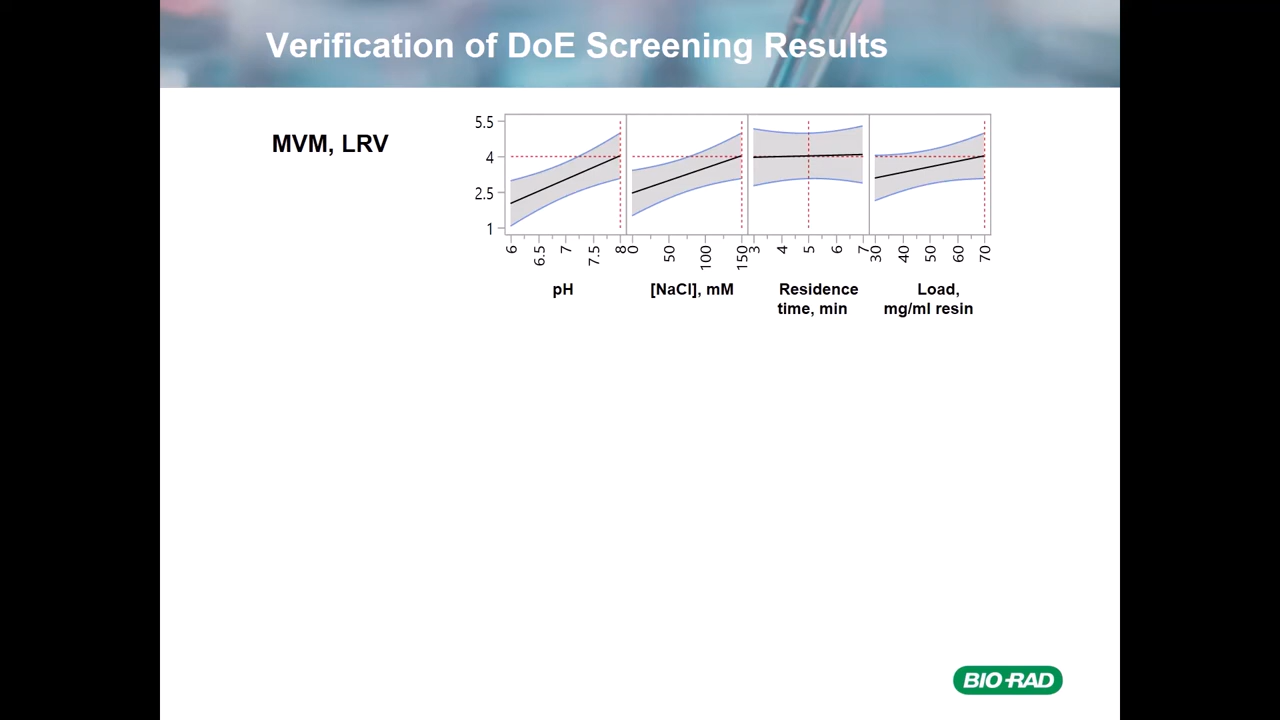 Verification of DoE Screening Results
MVM, LRV
5.5
4
2.5
1
6 6.5 7 7.5 8 0 50 100 150 3 4 5 6 7 30 40 50 60 70
pH [NaCl], mM Residence Load,
time, min mg/ml resin
BIO-RAD